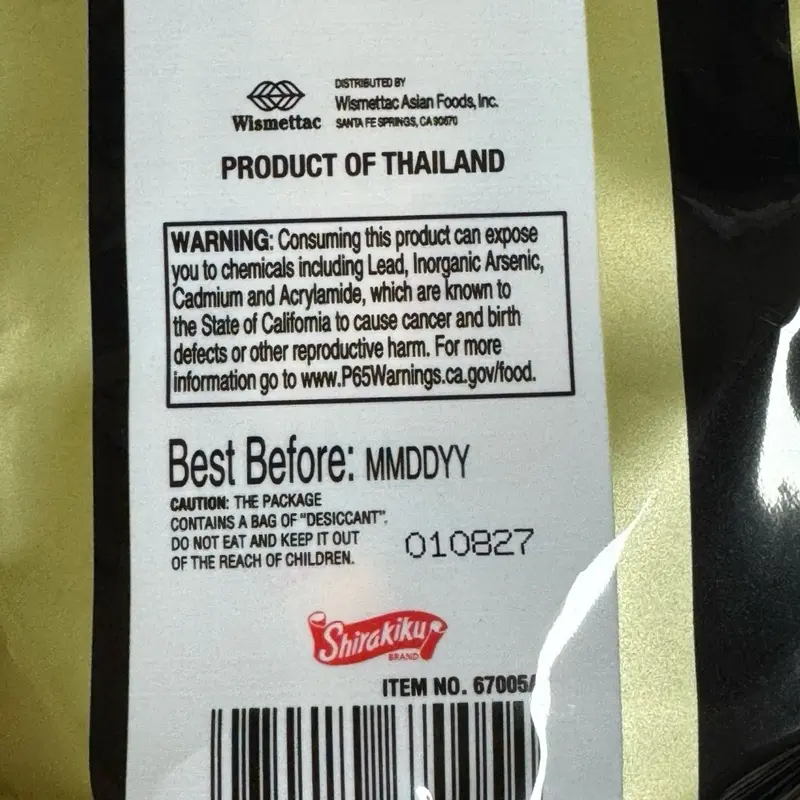 DISTRIBUTED BY
Wismettac Asian Foods, Inc.
SANTA FE SPRINGS, CA 90670
Wismettac
PRODUCT OF THAILAND
WARNING: Consuming this product can expose
you to chemicals including Lead, Inorganic Arsenic,
Cadmium and Acrylamide, which are known to
the State of California to cause cancer and birth
defects or other reproductive harm. For more
information go to www.P65Warnings.ca.gov/food.
Best Before: MMDDYY
CAUTION: THE PACKAGE
CONTAINS A BAG OF "DESICCANT".
DO NOT EAT AND KEEP IT OUT
OF THE REACH OF CHILDREN.
010827
Shirakiku
BRAND
ITEM NO. 67005